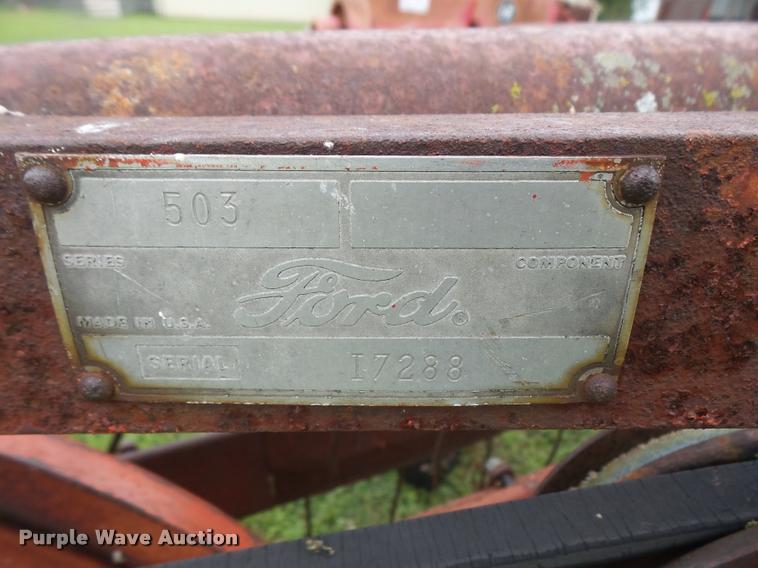 503
SERIES COMPONENT
Ford®
MADE IN U.S.A.
SERIAL I7288
Purple Wave Auction